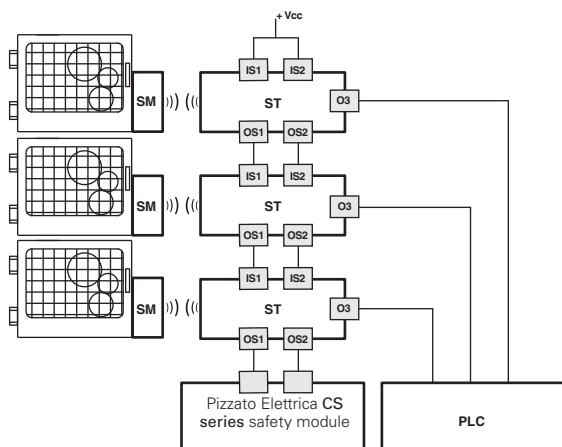 + Vcc
IS1 IS2
SM ST O3
OS1 OS2
IS1 IS2
SM ST O3
OS1 OS2
IS1 IS2
SM ST O3
OS1 OS2
Pizzato Elettrica CS
series safety module
PLC